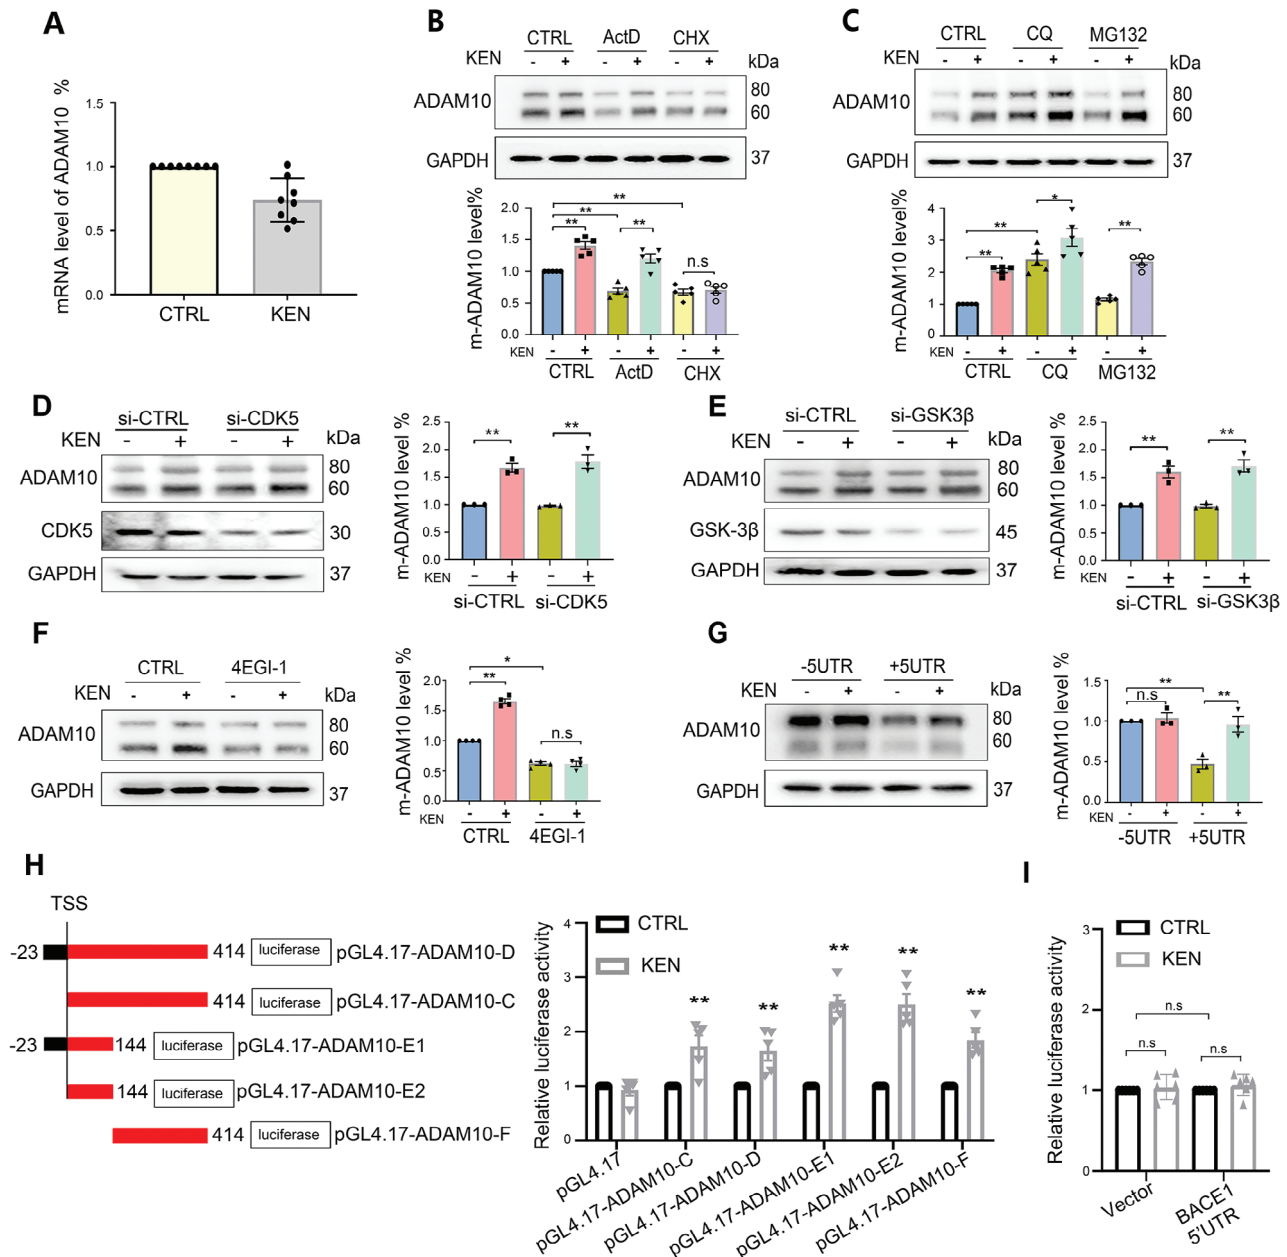 A
mRNA level of ADAM10 %
1.5
1.0
0.5
0.0
CTRL KEN
B
CTRL ActD CHX
KEN - + - + - + kDa
ADAM10
80
60
GAPDH 37
m-ADAM10 level%
2.0
1.5
1.0
0.5
0.0
** ** ** ** n.s
KEN - + - + - +
CTRL ActD CHX
C
CTRL CQ MG132
KEN - + - + - + kDa
ADAM10
80
60
GAPDH 37
m-ADAM10 level%
4
3
2
1
0
** ** * **
KEN - + - + - +
CTRL CQ MG132
D
si-CTRL si-CDK5
KEN - + - + kDa
ADAM10
80
60
CDK5 30
GAPDH 37
m-ADAM10 level %
2.5
2.0
1.5
1.0
0.5
0.0
** **
KEN - + - +
si-CTRL si-CDK5
E
si-CTRL si-GSK3β
KEN - + - + kDa
ADAM10
80
60
GSK-3β 45
GAPDH 37
m-ADAM10 level %
2.5
2.0
1.5
1.0
0.5
0.0
** **
KEN - + - +
si-CTRL si-GSK3β
F
CTRL 4EGI-1
KEN - + - + kDa
ADAM10
80
60
GAPDH 37
m-ADAM10 level %
2.0
1.5
1.0
0.5
0.0
* ** n.s
KEN - + - +
CTRL 4EGI-1
G
-5UTR +5UTR
KEN - + - + kDa
ADAM10
80
60
GAPDH 37
m-ADAM10 level %
1.5
1.0
0.5
0.0
** n.s **
KEN - + - +
-5UTR +5UTR
H
TSS
-23 414 luciferase pGL4.17-ADAM10-D
414 luciferase pGL4.17-ADAM10-C
-23 144 luciferase pGL4.17-ADAM10-E1
144 luciferase pGL4.17-ADAM10-E2
414 luciferase pGL4.17-ADAM10-F
Relative luciferase activity
4
3
2
1
0
CTRL
KEN
** ** ** ** **
pGL4.17
pGL4.17-ADAM10-C
pGL4.17-ADAM10-D
pGL4.17-ADAM10-E1
pGL4.17-ADAM10-E2
pGL4.17-ADAM10-F
I
Relative luciferase activity
3
2
1
0
CTRL
KEN
n.s
n.s n.s
Vector
BACE1
5'UTR